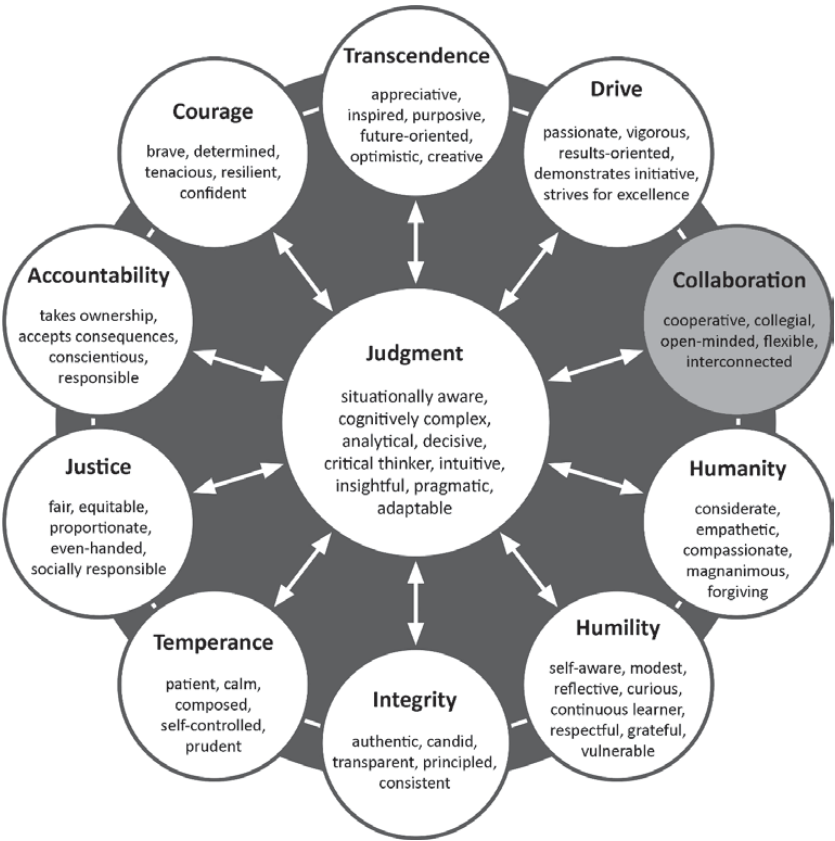 Transcendence
appreciative,
inspired, purposive,
future-oriented,
optimistic, creative
Drive
passionate, vigorous,
results-oriented,
demonstrates initiative,
strives for excellence
Collaboration
cooperative, collegial,
open-minded, flexible,
interconnected
Humanity
considerate,
empathetic,
compassionate,
magnanimous,
forgiving
Humility
self-aware, modest,
reflective, curious,
continuous learner,
respectful, grateful,
vulnerable
Integrity
authentic, candid,
transparent, principled,
consistent
Temperance
patient, calm,
composed,
self-controlled,
prudent
Justice
fair, equitable,
proportionate,
even-handed,
socially responsible
Accountability
takes ownership,
accepts consequences,
conscientious,
responsible
Courage
brave, determined,
tenacious, resilient,
confident
Judgment
situationally aware,
cognitively complex,
analytical, decisive,
critical thinker, intuitive,
insightful, pragmatic,
adaptable